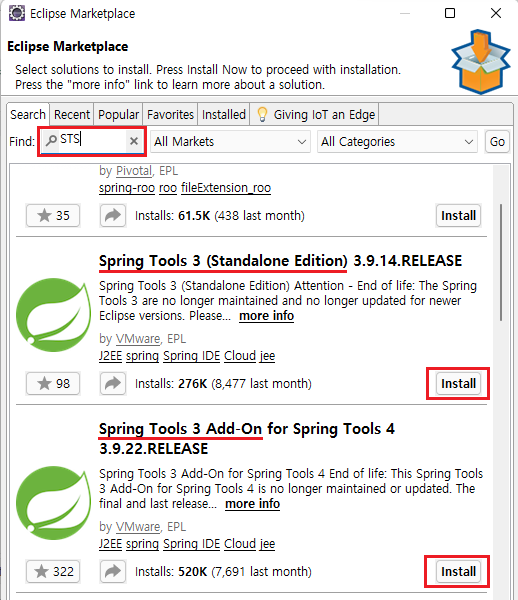 Eclipse Marketplace
Eclipse Marketplace
Select solutions to install. Press Install Now to proceed with installation.
Press the "more info" link to learn more about a solution.
Search Recent Popular Favorites Installed Giving IoT an Edge
Find: STS All Markets All Categories Go
by Pivotal, EPL
spring-roo roo fileExtension_roo
35 Installs: 61.5K (438 last month) Install
Spring Tools 3 (Standalone Edition) 3.9.14.RELEASE
Spring Tools 3 (Standalone Edition) Attention - End of life: The Spring
Tools 3 are no longer maintained and no longer updated for newer
Eclipse versions. Please... more info
by VMware, EPL
J2EE spring Spring IDE Cloud jee
98 Installs: 276K (8,477 last month) Install
Spring Tools 3 Add-On for Spring Tools 4
3.9.22.RELEASE
Spring Tools 3 Add-On for Spring Tools 4 End of life: This Spring Tools
3 Add-On for Spring Tools 4 is no longer maintained or updated. The
final and last release... more info
by VMware, EPL
J2EE spring Spring IDE Cloud jee
322 Installs: 520K (7,691 last month) Install